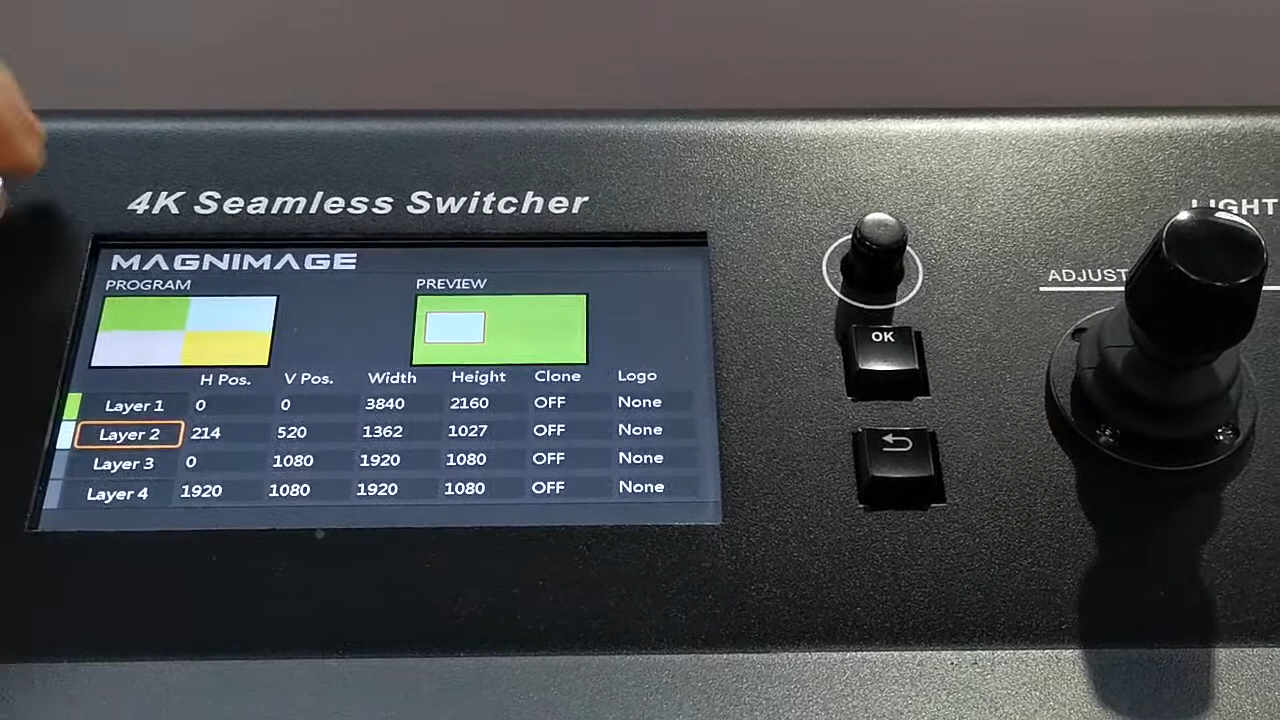 4K Seamless Switcher
LIGHT
MAGNIMAGE
ADJUST
PROGRAM
PREVIEW
OK
H Pos. V Pos. Width Height Clone Logo
Layer 1 0 0 3840 2160 OFF None
Layer 2 214 520 1362 1027 OFF None
Layer 3 0 1080 1920 1080 OFF None
Layer 4 1920 1080 1920 1080 OFF None